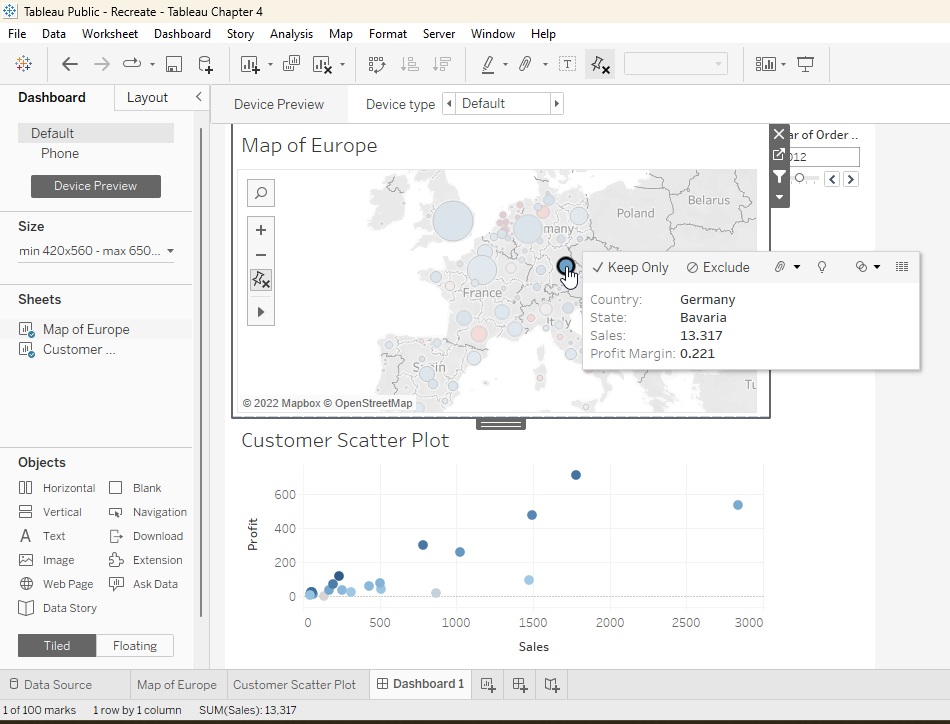 Tableau Public - Recreate - Tableau Chapter 4
File Data Worksheet Dashboard Story Analysis Map Format Server Window Help
Dashboard Layout
Device Preview Device type Default
Default
Phone
Device Preview
Size
min 420x560 - max 650...
Sheets
Map of Europe
Customer ...
Objects
Horizontal Blank
Vertical Navigation
A Text Download
Image Extension
Web Page Ask Data
Data Story
Tiled Floating
Map of Europe
ar of Order ..
012
Poland
Belarus
many
France
Italy
Spain
Tu
© 2022 Mapbox © OpenStreetMap
Keep Only Exclude
Country: Germany
State: Bavaria
Sales: 13.317
Profit Margin: 0.221
Customer Scatter Plot
Profit
600
400
200
0
0 500 1000 1500 2000 2500 3000
Sales
Data Source Map of Europe Customer Scatter Plot Dashboard 1
1 of 100 marks 1 row by 1 column SUM(Sales): 13,317